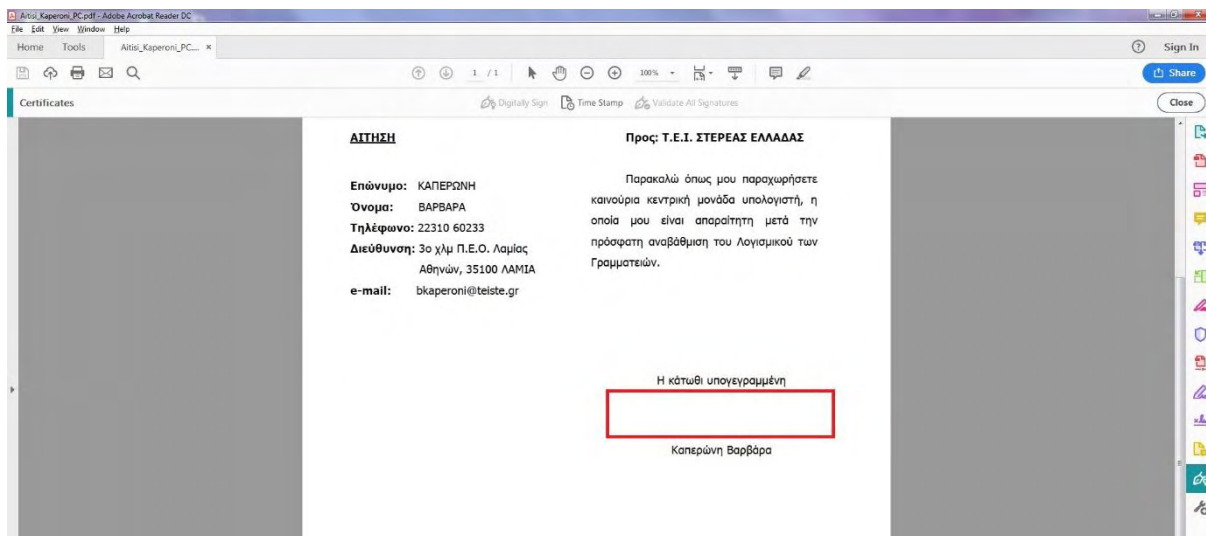 Aitisi_Kaperoni_PC.pdf - Adobe Acrobat Reader DC
File Edit View Window Help
Home Tools Aitisi_Kaperoni_PC... × Sign In
1 / 1 100% Share
Certificates Digitally Sign Time Stamp Validate All Signatures Close
ΑΙΤΗΣΗ
Επώνυμο: ΚΑΠΕΡΩΝΗ
Όνομα: ΒΑΡΒΑΡΑ
Τηλέφωνο: 22310 60233
Διεύθυνση: 3ο χλμ Π.Ε.Ο. Λαμίας
Αθηνών, 35100 ΛΑΜΙΑ
e-mail: bkaperoni@teiste.gr
Προς: Τ.Ε.Ι. ΣΤΕΡΕΑΣ ΕΛΛΑΔΑΣ
Παρακαλώ όπως μου παραχωρήσετε
καινούρια κεντρική μονάδα υπολογιστή, η
οποία μου είναι απαραίτητη μετά την
πρόσφατη αναβάθμιση του Λογισμικού των
Γραμματειών.
Η κάτωθι υπογεγραμμένη
Καπερώνη Βαρβάρα